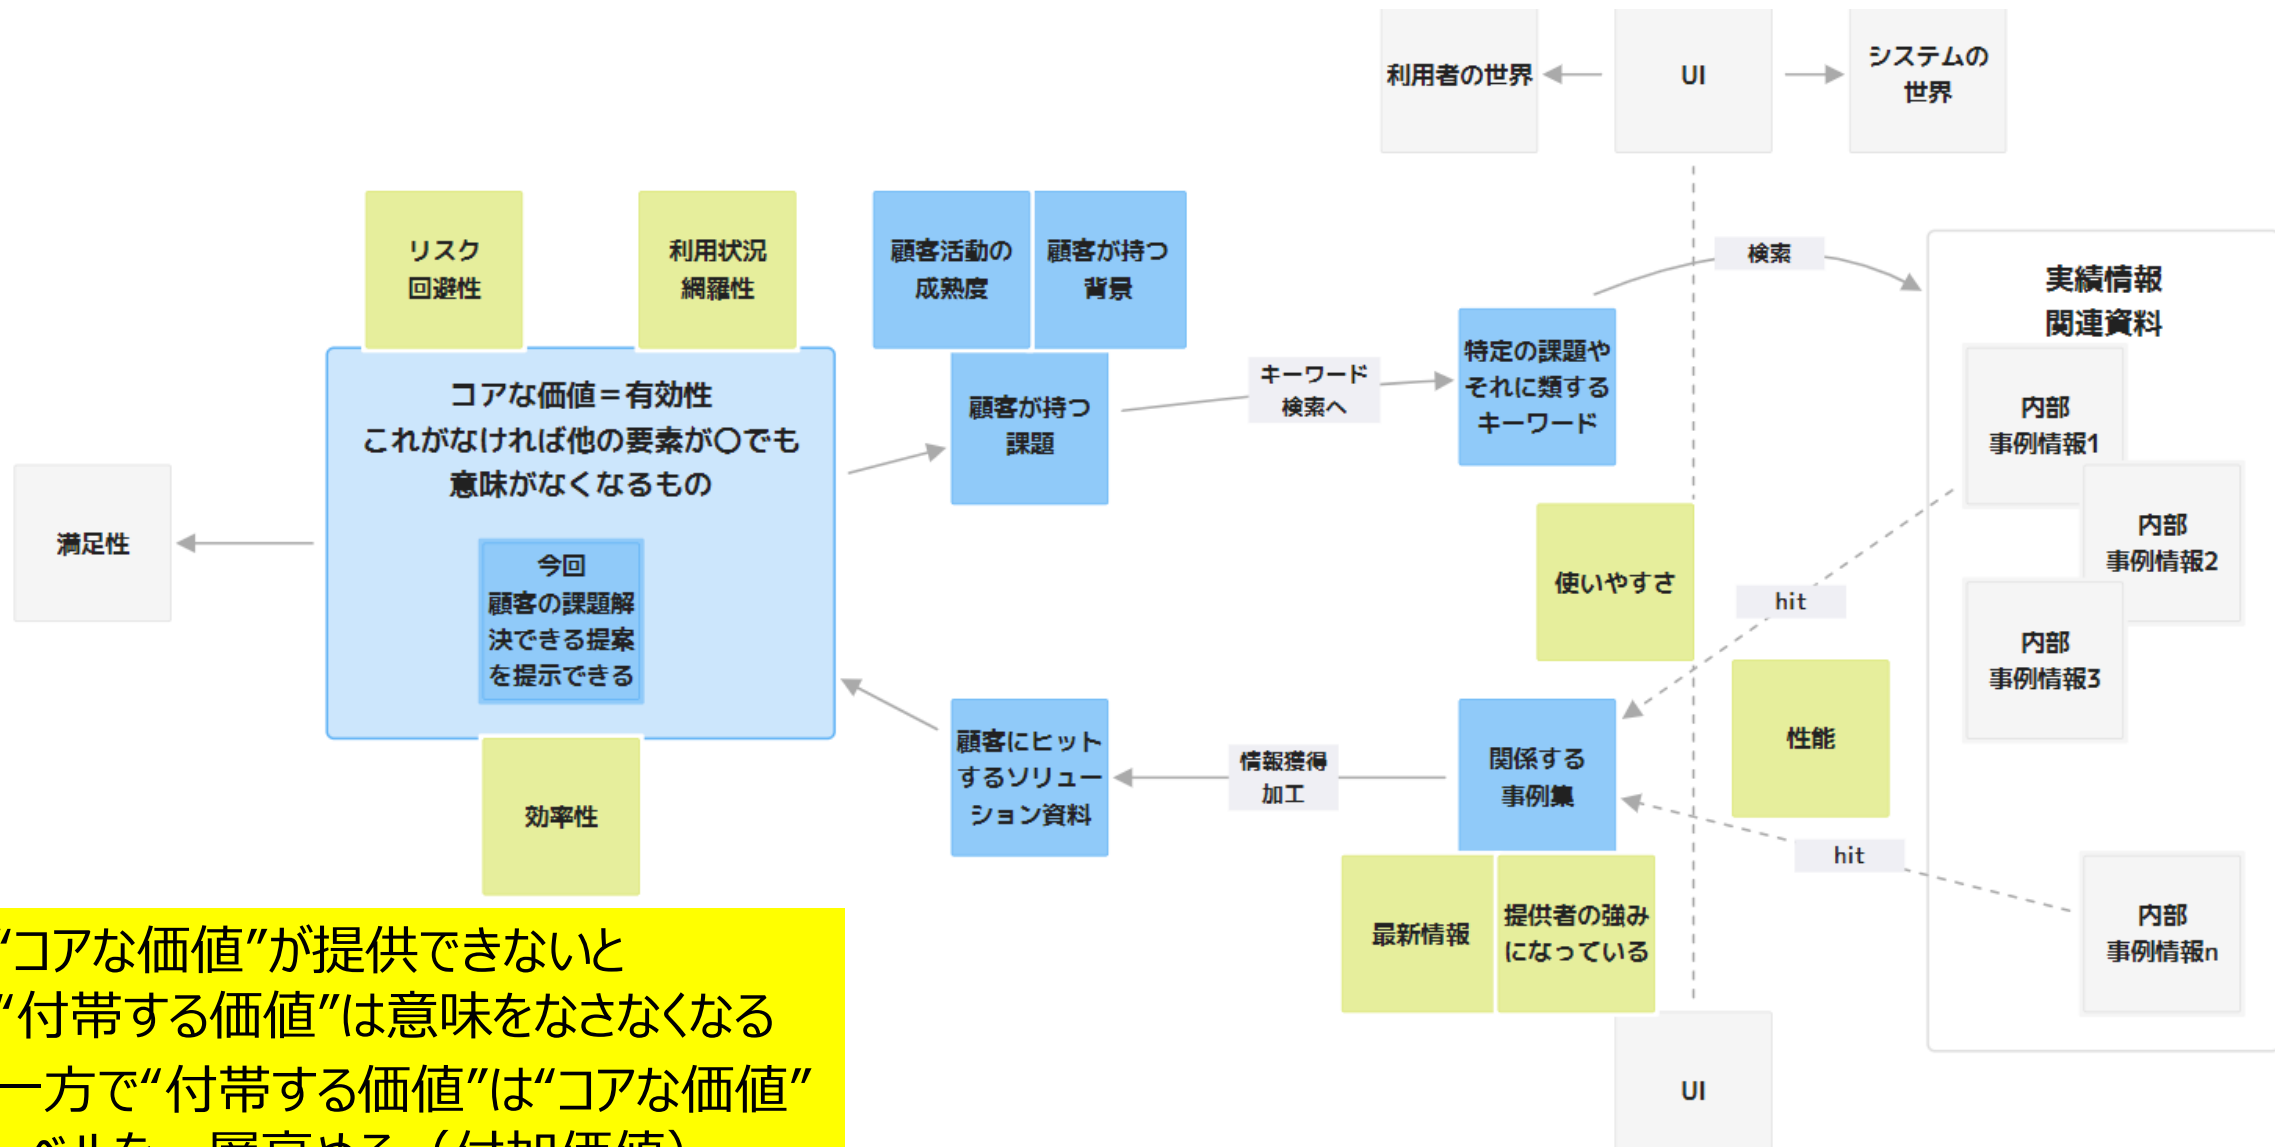 利用者の世界
UI
システムの
世界
リスク
回避性
利用状況
網羅性
顧客活動の
成熟度
顧客が持つ
背景
検索
実績情報
関連資料
コアな価値＝有効性
これがなければ他の要素が〇でも
意味がなくなるもの
顧客が持つ
課題
キーワード
検索へ
特定の課題や
それに類する
キーワード
内部
事例情報1
内部
事例情報2
内部
事例情報3
満足性
今回
顧客の課題解
決できる提案
を提示できる
使いやすさ
hit
性能
顧客にヒット
するソリュー
ション資料
情報獲得
加工
関係する
事例集
hit
効率性
最新情報
提供者の強み
になっている
内部
事例情報n
“コアな価値”が提供できないと
“付帯する価値”は意味をなさなくなる
一方で“付帯する価値”は“コアな価値”
高める（付加価値）
UI